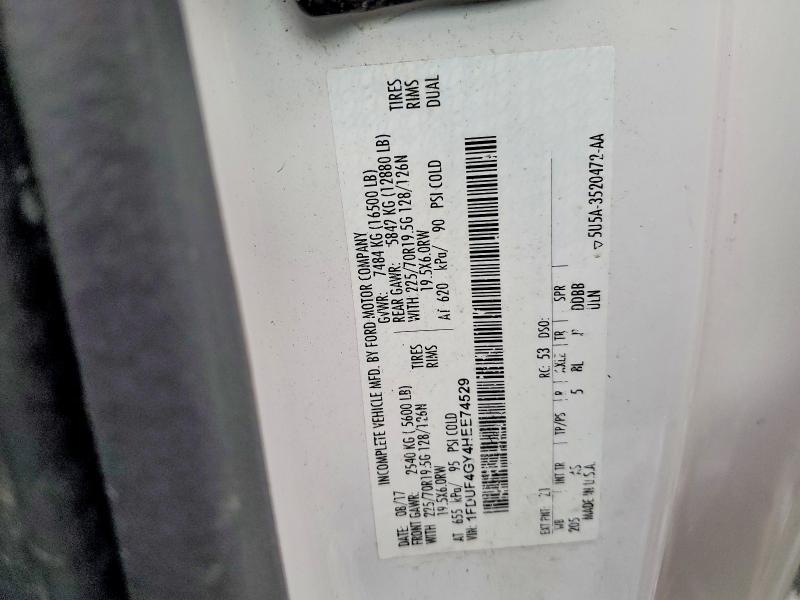 INCOMPLETE VEHICLE MFD. BY FORD MOTOR COMPANY
DATE: 08/17 GVWR: 7484 KG (16500 LB)
FRONT GAWR: 2540 KG (5600 LB) REAR GAWR: 5842 KG (12880 LB)
WITH 225/70R19.5G 128/126N TIRES WITH 225/70R19.5G 128/126N TIRES
19.5X6.0RW RIMS 19.5X6.0RW RIMS
AT 655 kPa/ 95 PSI COLD AT 620 kPa/ 90 PSI COLD DUAL
VIN: 1FDUF4GY4HEE74529
EXT PNT: RC: 53 DSO:
WB INT TR TP/PS R TR SPR
205 5 BL DDBB
MADE IN U.S.A. ULN
▽5U5A-3520472-AA